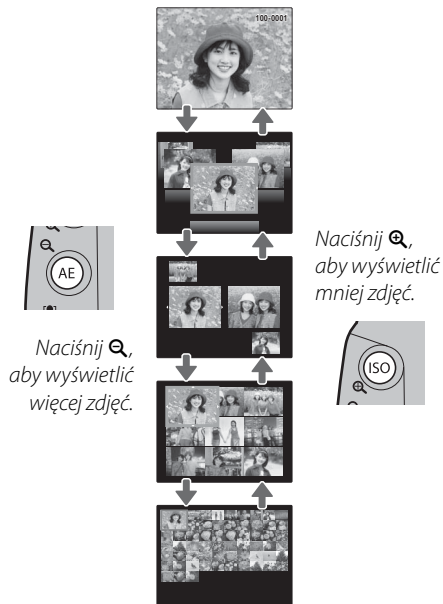 100-0001
AE
Naciśnij
aby wyświetlić
więcej zdjęć.
Naciśnij ,
aby wyświetlić
mniej zdjęć.
ISO